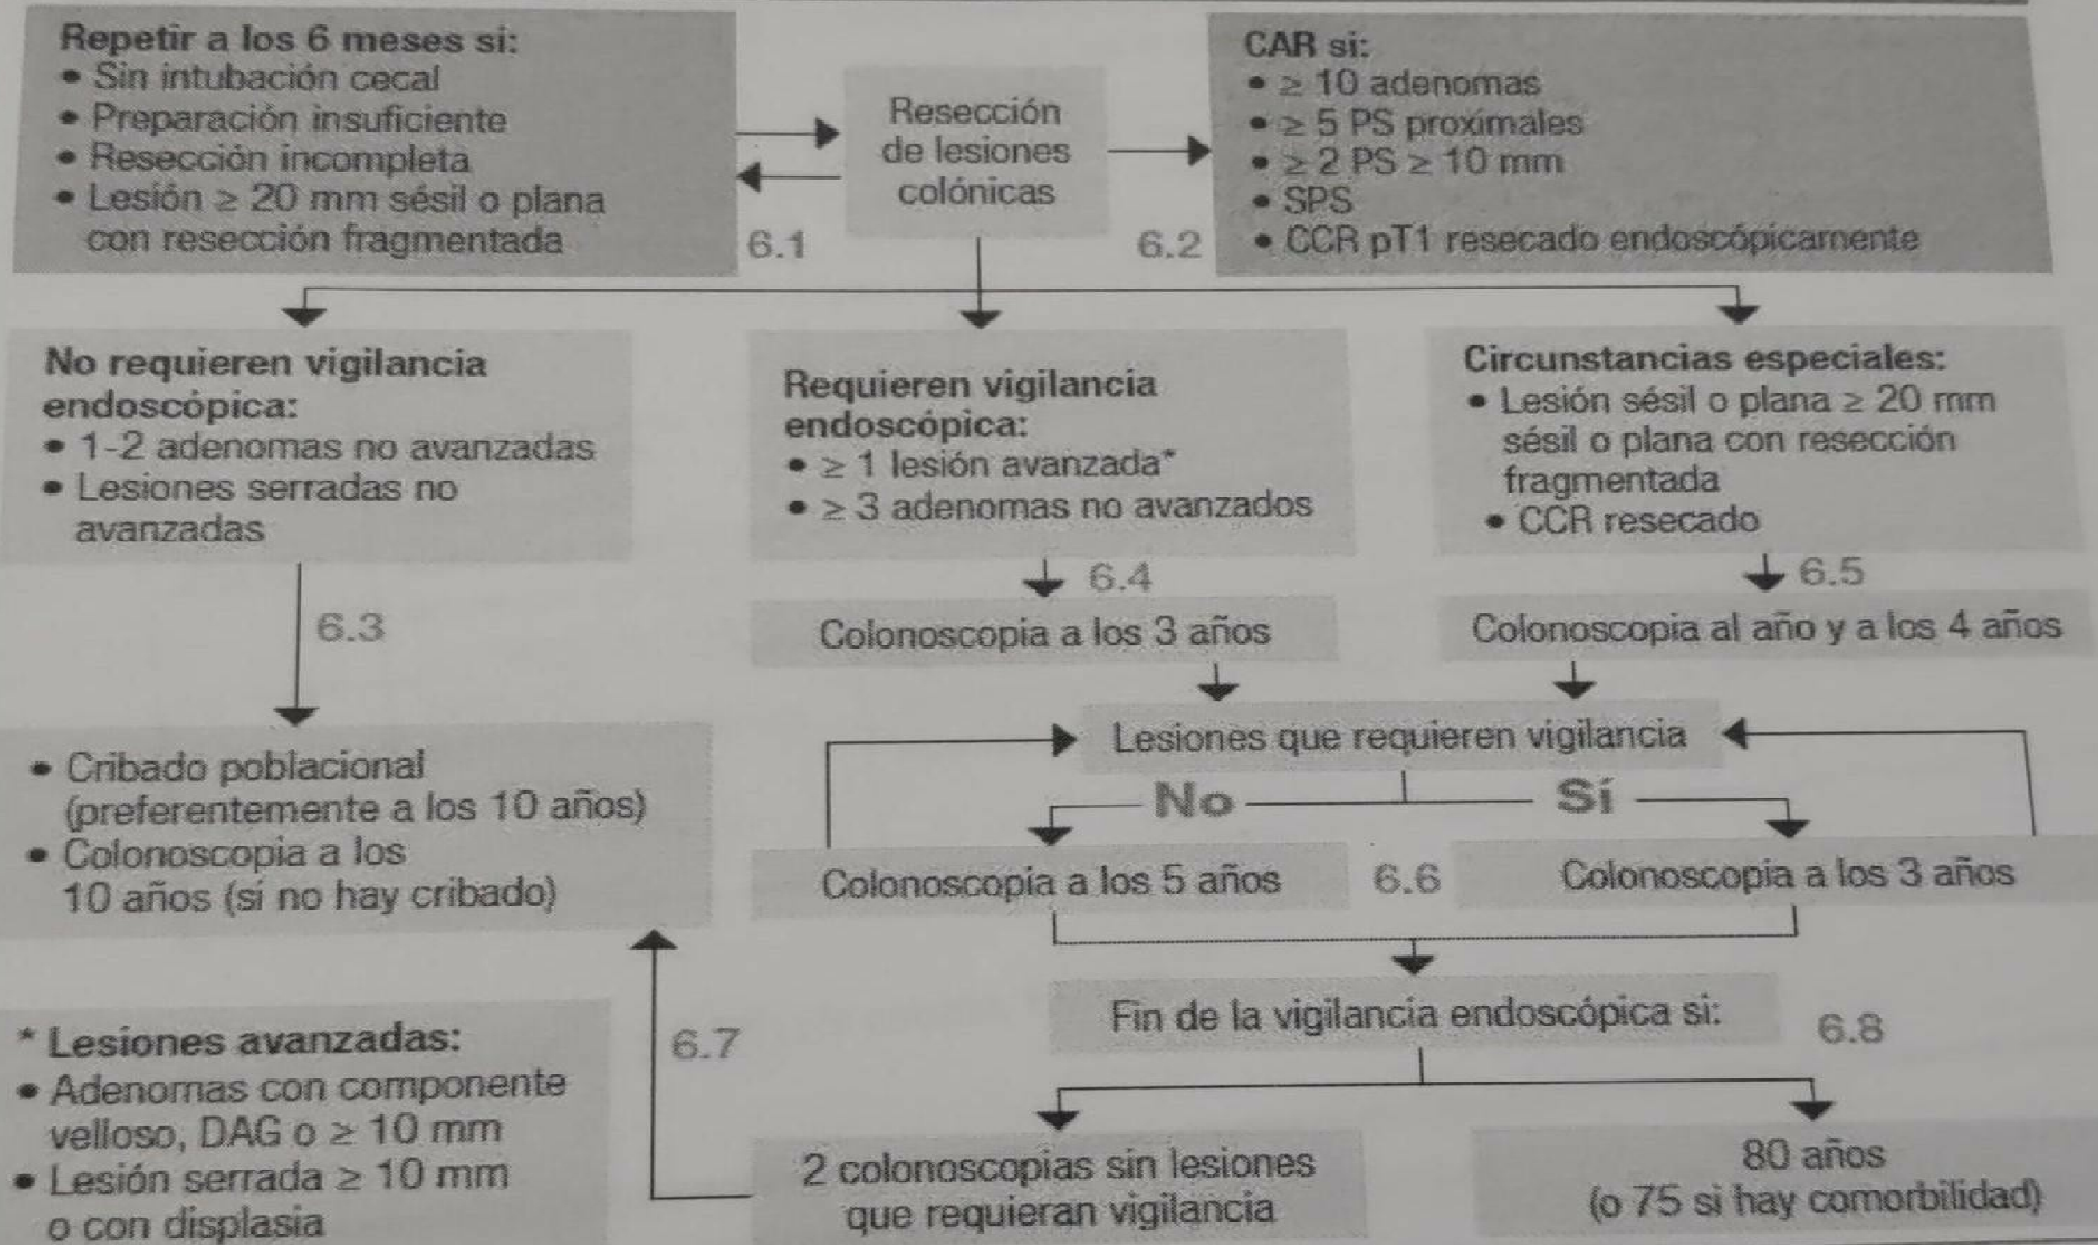 Repetir a los 6 meses si:
• Sin intubación cecal
• Preparación insuficiente
• Resección incompleta
• Lesión ≥ 20 mm sésil o plana
con resección fragmentada
6.1
Resección
de lesiones
colónicas
6.2
CAR si:
• ≥ 10 adenomas
• ≥ 5 PS proximales
• ≥ 2 PS ≥ 10 mm
• SPS
• CCR pT1 resecado endoscópicamente
No requieren vigilancia
endoscópica:
• 1-2 adenomas no avanzadas
• Lesiones serradas no
avanzadas
6.3
• Cribado poblacional
(preferentemente a los 10 años)
• Colonoscopia a los
10 años (si no hay cribado)
Requieren vigilancia
endoscópica:
• ≥ 1 lesión avanzada*
• ≥ 3 adenomas no avanzados
6.4
Colonoscopia a los 3 años
Circunstancias especiales:
• Lesión sésil o plana ≥ 20 mm
sésil o plana con resección
fragmentada
• CCR resecado
6.5
Colonoscopia al año y a los 4 años
Lesiones que requieren vigilancia
No
Sí
Colonoscopia a los 5 años
6.6
Colonoscopia a los 3 años
Fin de la vigilancia endoscópica si:
6.8
2 colonoscopias sin lesiones
que requieran vigilancia
80 años
(o 75 si hay comorbilidad)
6.7
* Lesiones avanzadas:
• Adenomas con componente
velloso, DAG o ≥ 10 mm
• Lesión serrada ≥ 10 mm
o con displasia